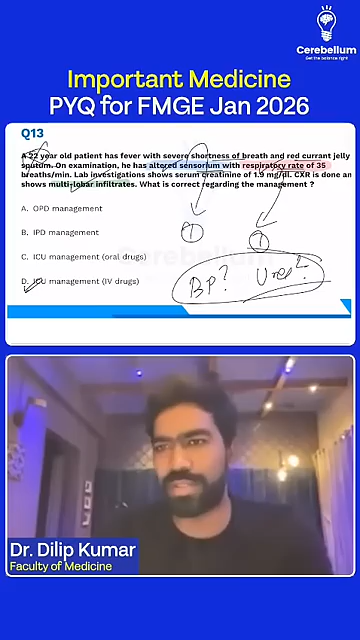 Cerebellum
Get the balance right
Important Medicine
PYQ for FMGE Jan 2026
Q13
A 22 year old patient has fever with severe shortness of breath and red currant jelly
sputum. On examination, he has altered sensorium with respiratory rate of 35
breaths/min. Lab investigations shows serum creatinine of 1.9 mg/dl. CXR is done an
shows multi-lobar infiltrates. What is correct regarding the management ?
A. OPD management
B. IPD management
C. ICU management (oral drugs)
D. ICU management (IV drugs)
1
1
BP? Urea?
Cerebellum
Dr. Dilip Kumar
Faculty of Medicine